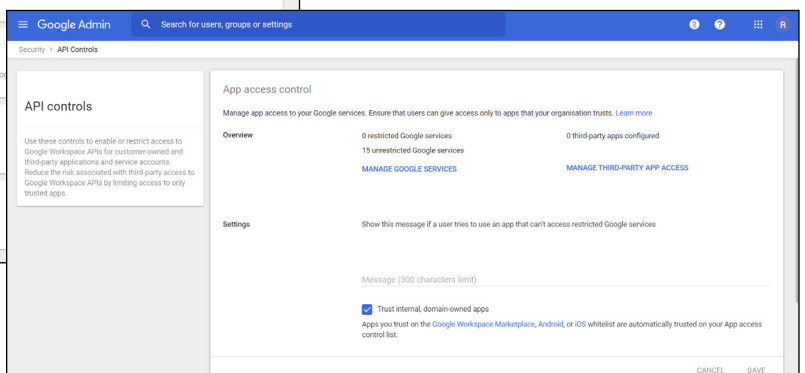 Google Admin
Search for users, groups or settings
8
?
R
Security > API Controls
API controls
Use these controls to enable or restrict access to
Google Workspace APIs for customer-owned and
third-party applications and service accounts.
Reduce the risk associated with third-party access to
Google Workspace APIs by limiting access to only
trusted apps.
App access control
Manage app access to your Google services. Ensure that users can give access only to apps that your organisation trusts. Learn more
Overview
0 restricted Google services
15 unrestricted Google services
MANAGE GOOGLE SERVICES
0 third-party apps configured
MANAGE THIRD-PARTY APP ACCESS
Settings
Show this message if a user tries to use an app that can't access restricted Google services
Message (300 characters limit)
Trust internal, domain-owned apps
Apps you trust on the Google Workspace Marketplace, Android, or iOS whitelist are automatically trusted on your App access
control list.
CANCEL SAVE